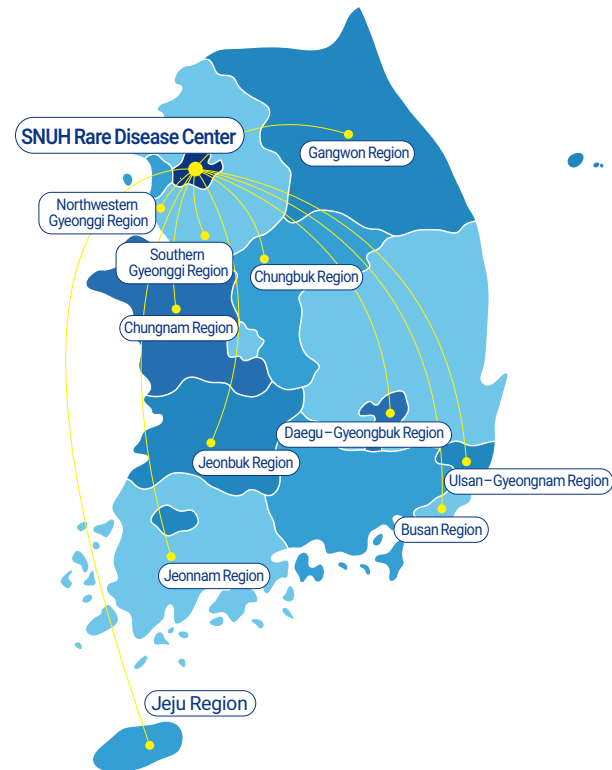 SNUH Rare Disease Center
Gangwon Region
Northwestern
Gyeonggi Region
Southern
Gyeonggi Region
Chungbuk Region
Chungnam Region
Daegu–Gyeongbuk Region
Jeonbuk Region
Ulsan–Gyeongnam Region
Busan Region
Jeonnam Region
Jeju Region